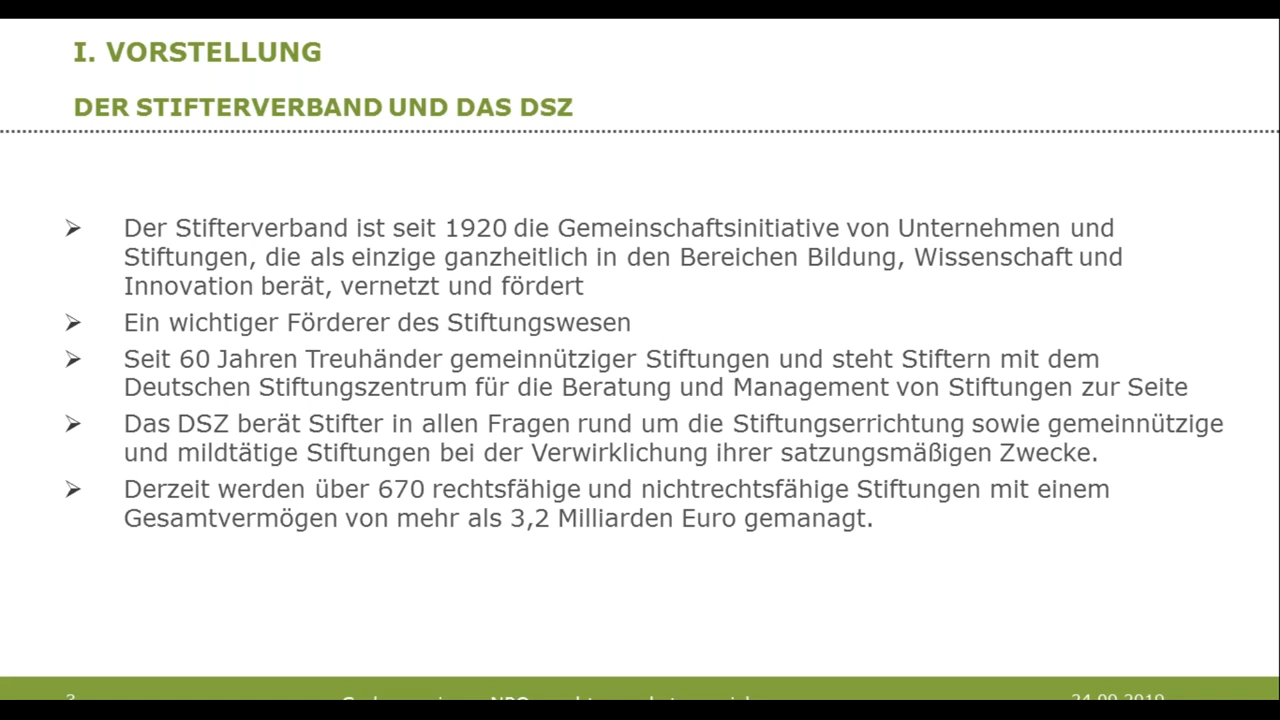 I. VORSTELLUNG
DER STIFTERVERBAND UND DAS DSZ
➢ Der Stifterverband ist seit 1920 die Gemeinschaftsinitiative von Unternehmen und
Stiftungen, die als einzige ganzheitlich in den Bereichen Bildung, Wissenschaft und
Innovation berät, vernetzt und fördert
➢ Ein wichtiger Förderer des Stiftungswesen
➢ Seit 60 Jahren Treuhänder gemeinnütziger Stiftungen und steht Stiftern mit dem
Deutschen Stiftungszentrum für die Beratung und Management von Stiftungen zur Seite
➢ Das DSZ berät Stifter in allen Fragen rund um die Stiftungserrichtung sowie gemeinnützige
und mildtätige Stiftungen bei der Verwirklichung ihrer satzungsmäßigen Zwecke.
➢ Derzeit werden über 670 rechtsfähige und nichtrechtsfähige Stiftungen mit einem
Gesamtvermögen von mehr als 3,2 Milliarden Euro gemanagt.
3 NPO 24.09.2019